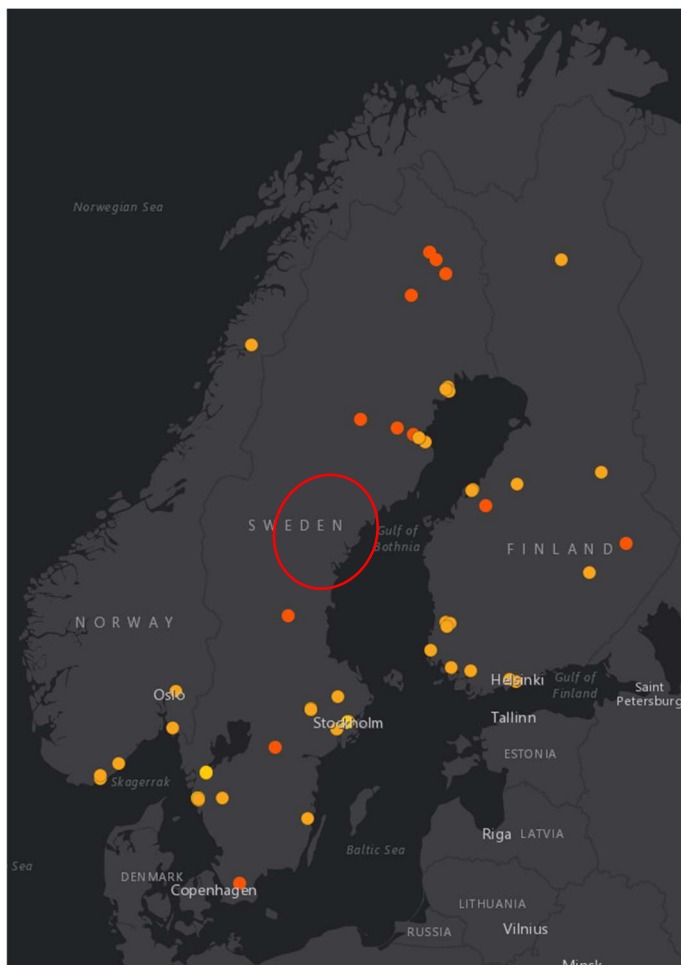 Norwegian Sea
SWEDEN
Gulf of
Bothnia
FINLAND
NORWAY
Oslo
Helsinki
Gulf of
Finland
Saint
Petersburg
Stockholm
Tallinn
ESTONIA
Skagerrak
Sea
Riga
LATVIA
Baltic Sea
DENMARK
Copenhagen
LITHUANIA
RUSSIA
Vilnius
Minsk